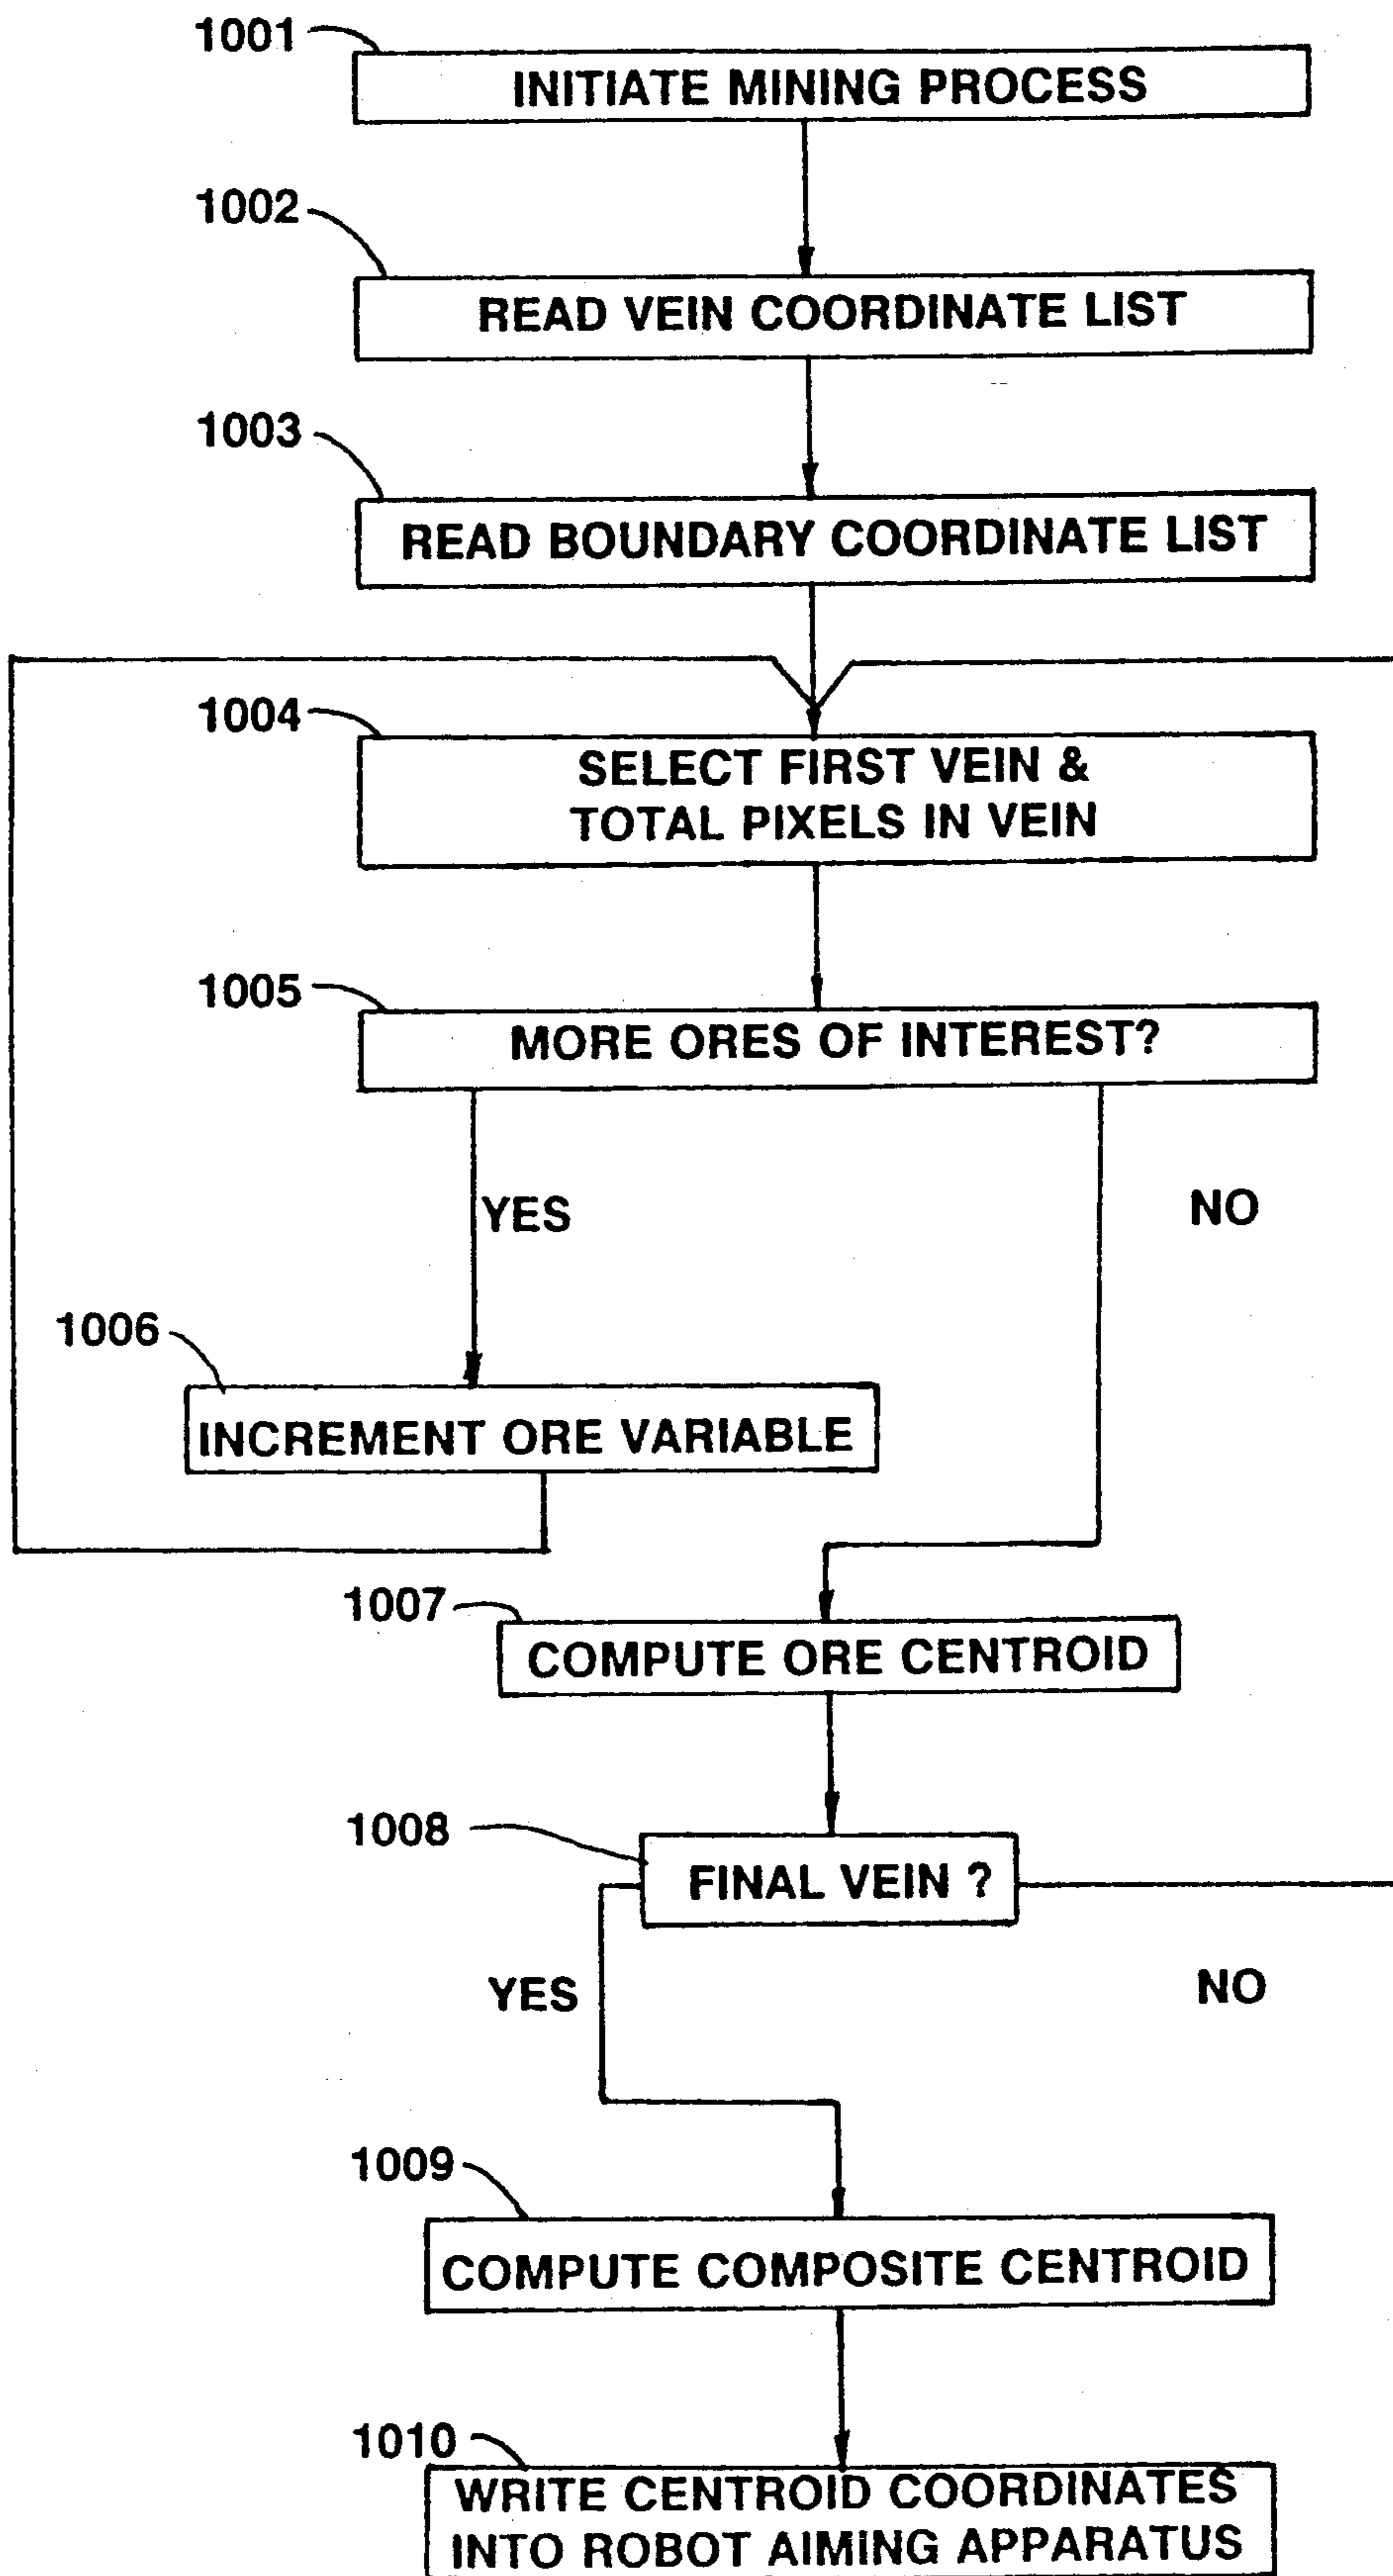 1001
INITIATE MINING PROCESS
1002
READ VEIN COORDINATE LIST
1003
READ BOUNDARY COORDINATE LIST
1004
SELECT FIRST VEIN &
TOTAL PIXELS IN VEIN
1005
MORE ORES OF INTEREST?
YES
NO
1006
INCREMENT ORE VARIABLE
1007
COMPUTE ORE CENTROID
1008
FINAL VEIN ?
YES
NO
1009
COMPUTE COMPOSITE CENTROID
1010
WRITE CENTROID COORDINATES
INTO ROBOT AIMING APPARATUS